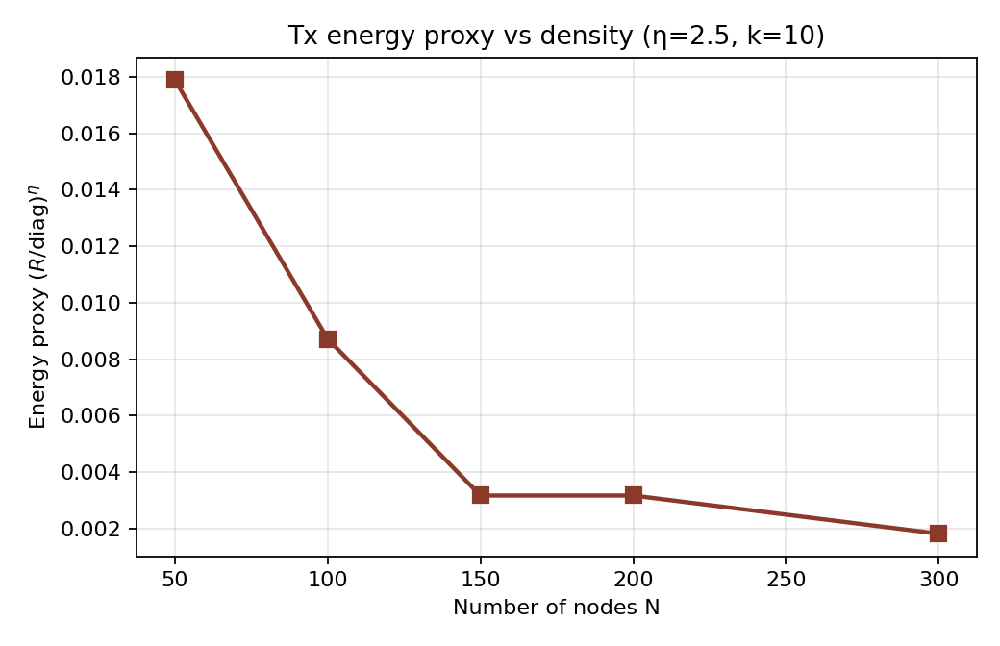 Tx energy proxy vs density (η=2.5, k=10)
Energy proxy (R/diag)^η
0.018
0.016
0.014
0.012
0.010
0.008
0.006
0.004
0.002
50 100 150 200 250 300
Number of nodes N